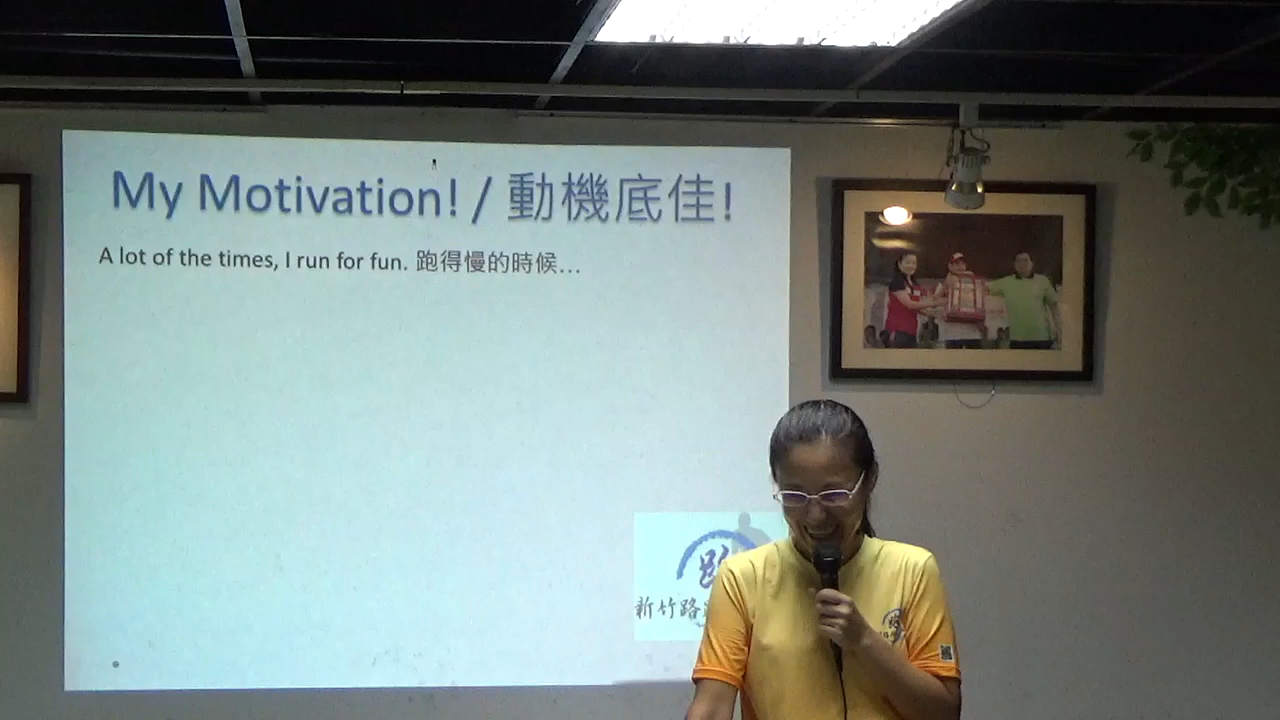 My Motivation! / 動機底佳!
A lot of the times, I run for fun. 跑得慢的時候...
跑
新竹路